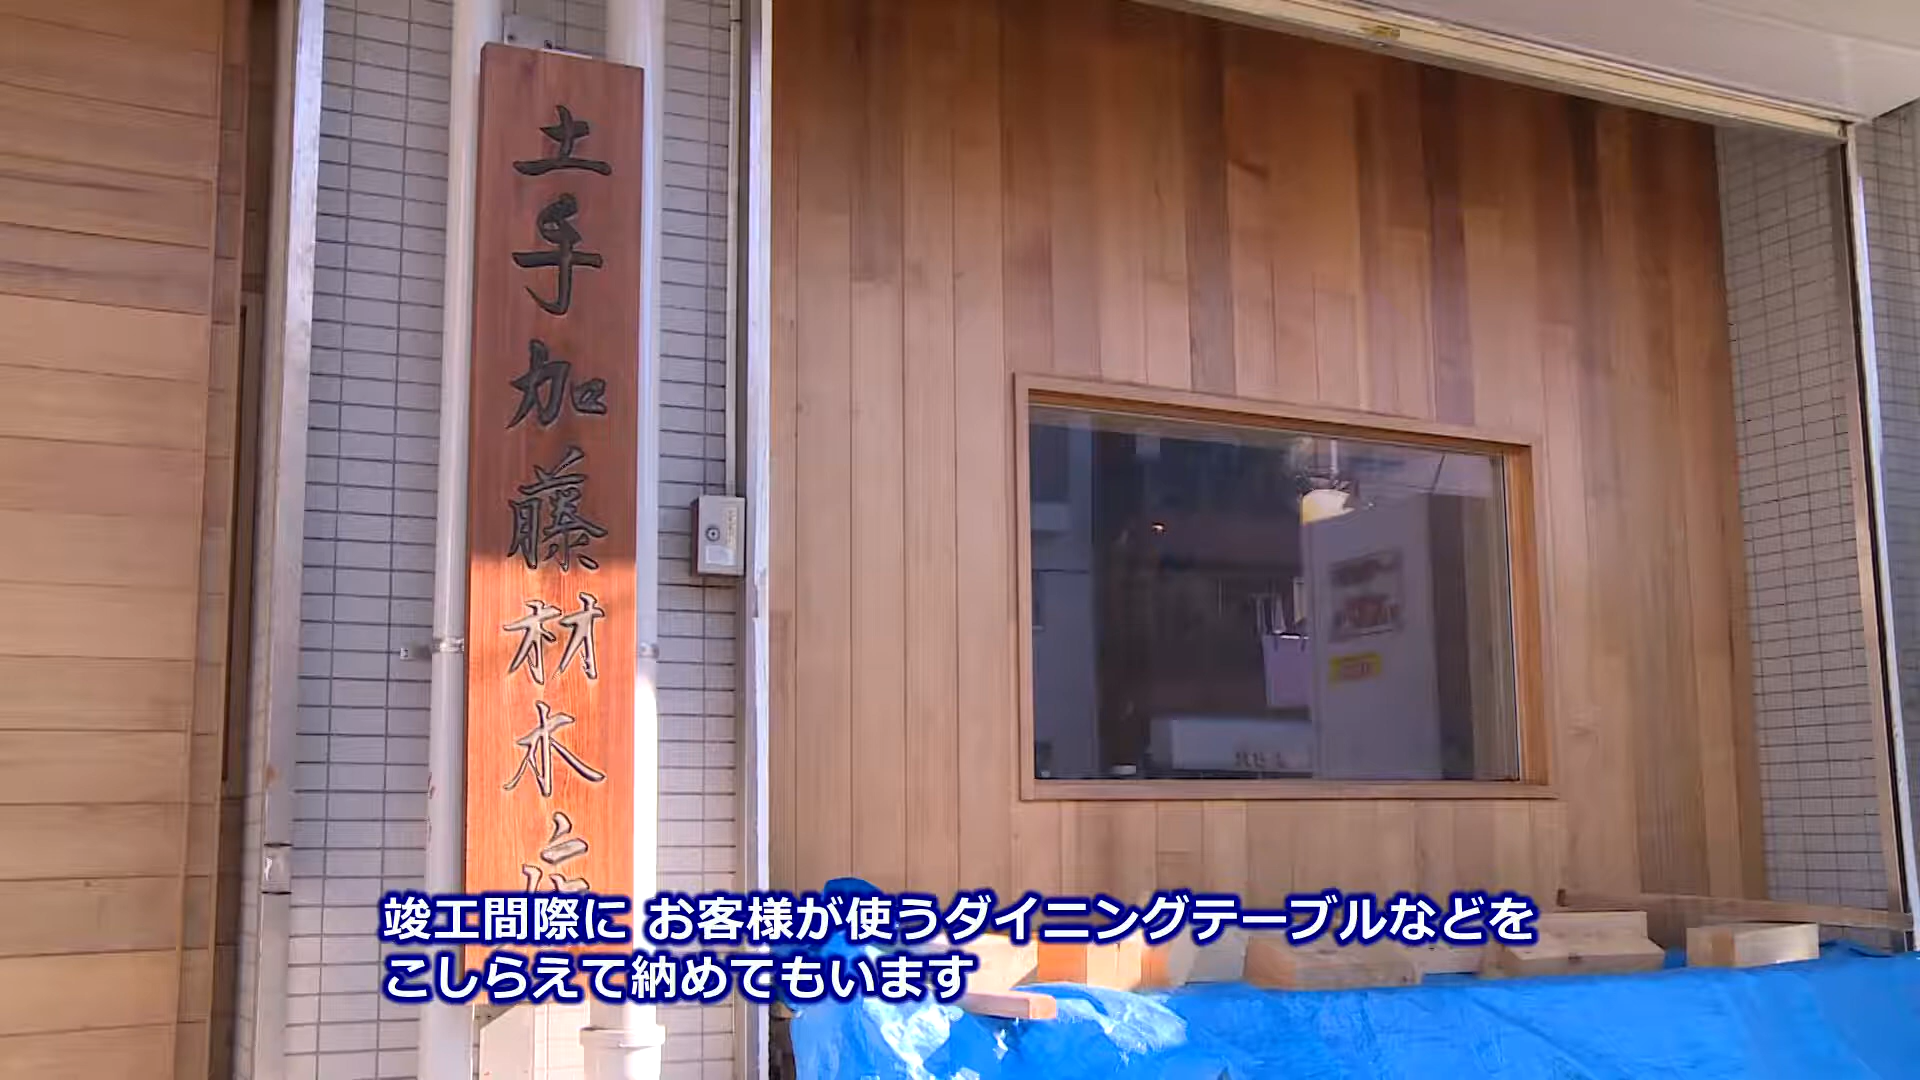 土手加藤材木店
竣工間際に お客様が使うダイニングテーブルなどを
こしらえて納めてもいます